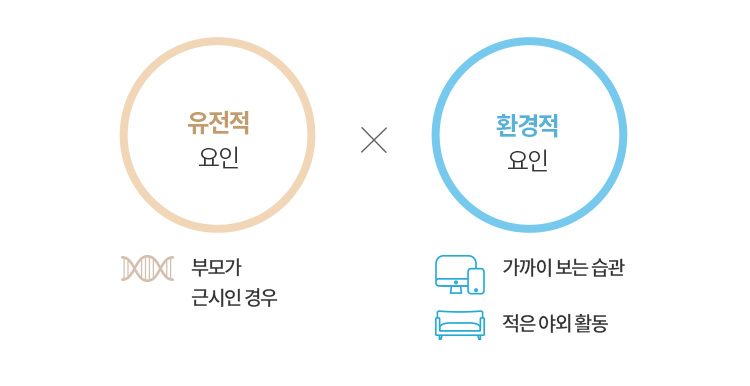 유전적
요인
환경적
요인
부모가
근시인 경우
가까이 보는 습관
적은 야외 활동